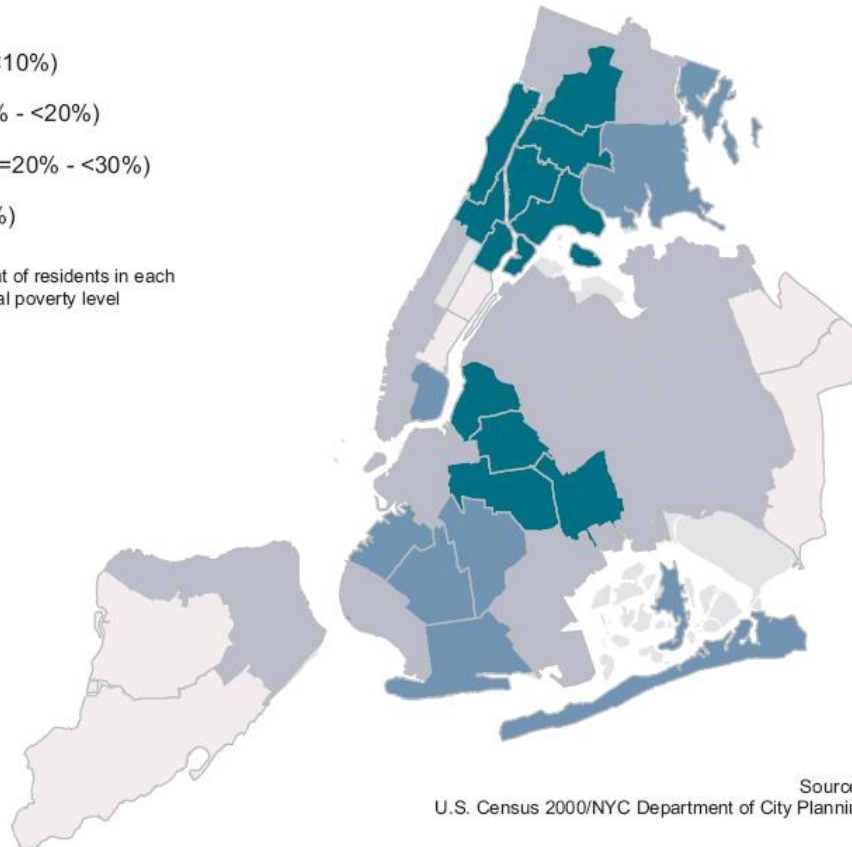 10%)
% - <20%)
=20% - <30%)
%)
t of residents in each
al poverty level
Source
U.S. Census 2000/NYC Department of City Plannin